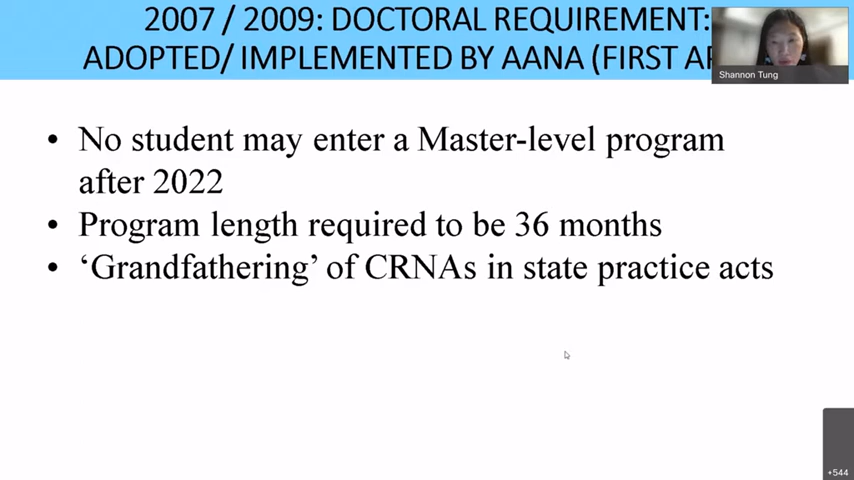 2007 / 2009: DOCTORAL REQUIREMENT:
ADOPTED/ IMPLEMENTED BY AANA (FIRST
Shannon Tung
• No student may enter a Master-level program
after 2022
• Program length required to be 36 months
• ‘Grandfathering’ of CRNAs in state practice acts
+544